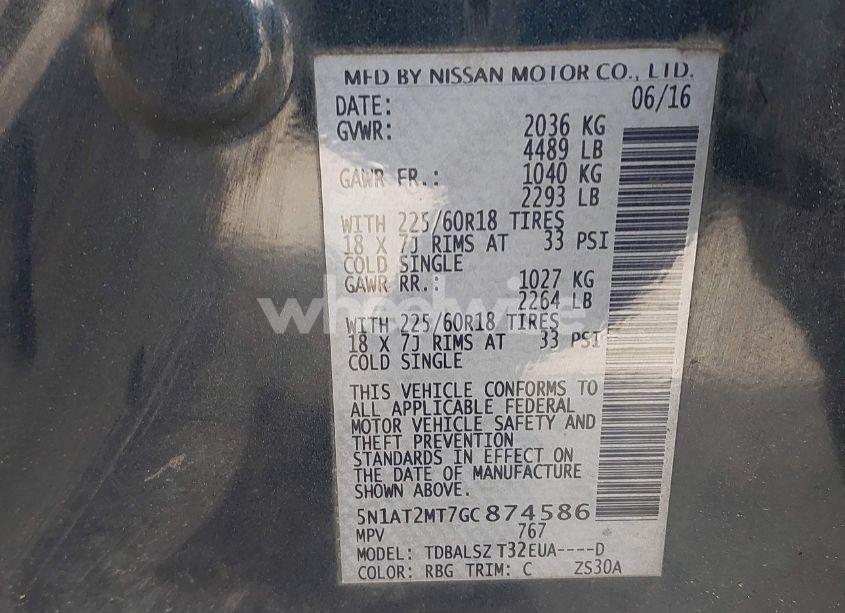 MFD BY NISSAN MOTOR CO., LTD.
DATE: 06/16
GVWR: 2036 KG
4489 LB
GAWR FR.: 1040 KG
2293 LB
WITH 225/60R18 TIRES
18 X 7J RIMS AT 33 PSI
COLD SINGLE
GAWR RR.: 1027 KG
2264 LB
WITH 225/60R18 TIRES
18 X 7J RIMS AT 33 PSI
COLD SINGLE
THIS VEHICLE CONFORMS TO
ALL APPLICABLE FEDERAL
MOTOR VEHICLE SAFETY AND
THEFT PREVENTION
STANDARDS IN EFFECT ON
THE DATE OF MANUFACTURE
SHOWN ABOVE.
5N1AT2MT7GC874586
MPV 767
MODEL: TDBALSZ T32EUA----D
COLOR: RBG TRIM: C ZS30A